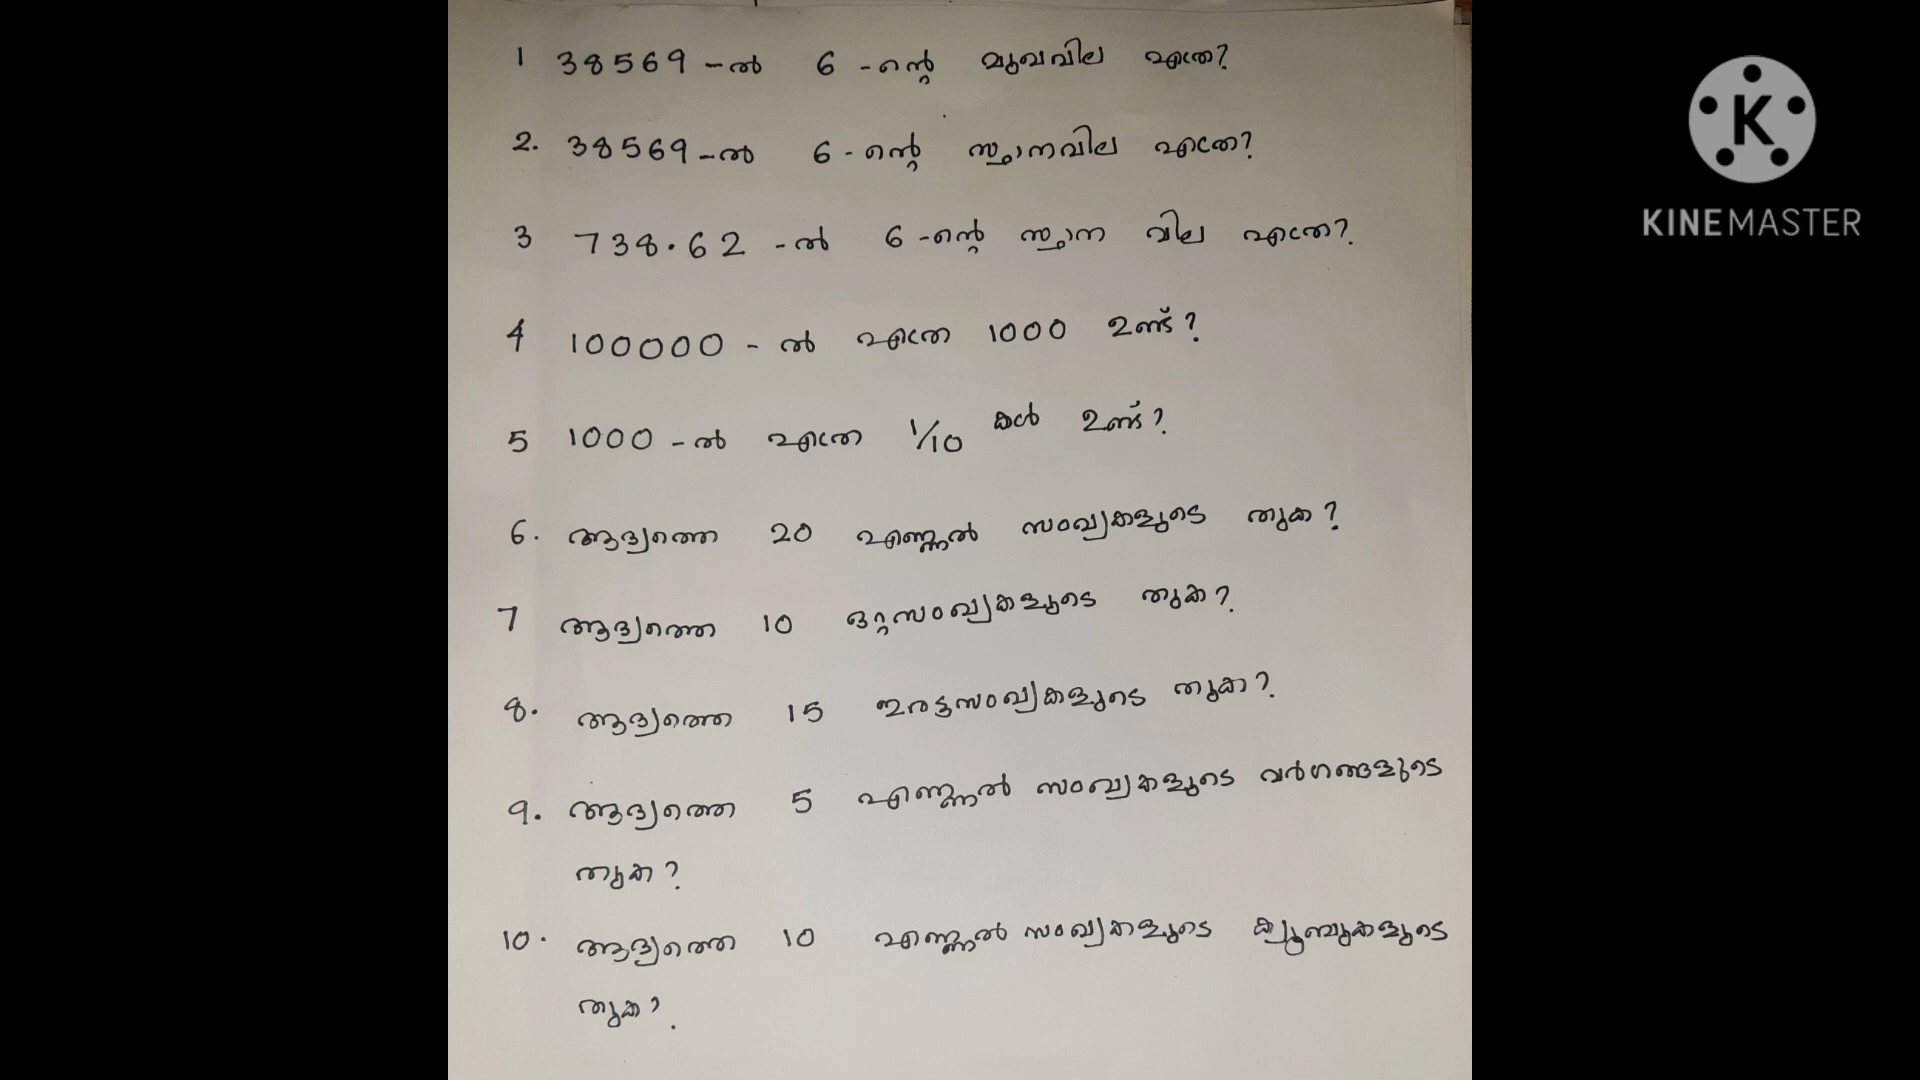 1 38569 -ൽ 6 -ന്റെ മുഖവില എത്ര?
2. 38569 -ൽ 6 -ന്റെ സ്ഥാനവില എത്ര?
3 738.62 -ൽ 6 -ന്റെ സ്ഥാന വില എത്ര?
4 100000 - ൽ എത്ര 1000 ഉണ്ട്?
5 1000 -ൽ എത്ര 1/10 കൾ ഉണ്ട്?
6. ആദ്യത്തെ 20 എണ്ണൽ സംഖ്യകളുടെ തുക?
7 ആദ്യത്തെ 10 ഒറ്റസംഖ്യകളുടെ തുക?
8. ആദ്യത്തെ 15 ഇരട്ടസംഖ്യകളുടെ തുക?
9. ആദ്യത്തെ 5 എണ്ണൽ സംഖ്യകളുടെ വർഗങ്ങളുടെ
തുക?
10. ആദ്യത്തെ 10 എണ്ണൽ സംഖ്യകളുടെ ക്യൂബുകളുടെ
തുക?
K
KINEMASTER